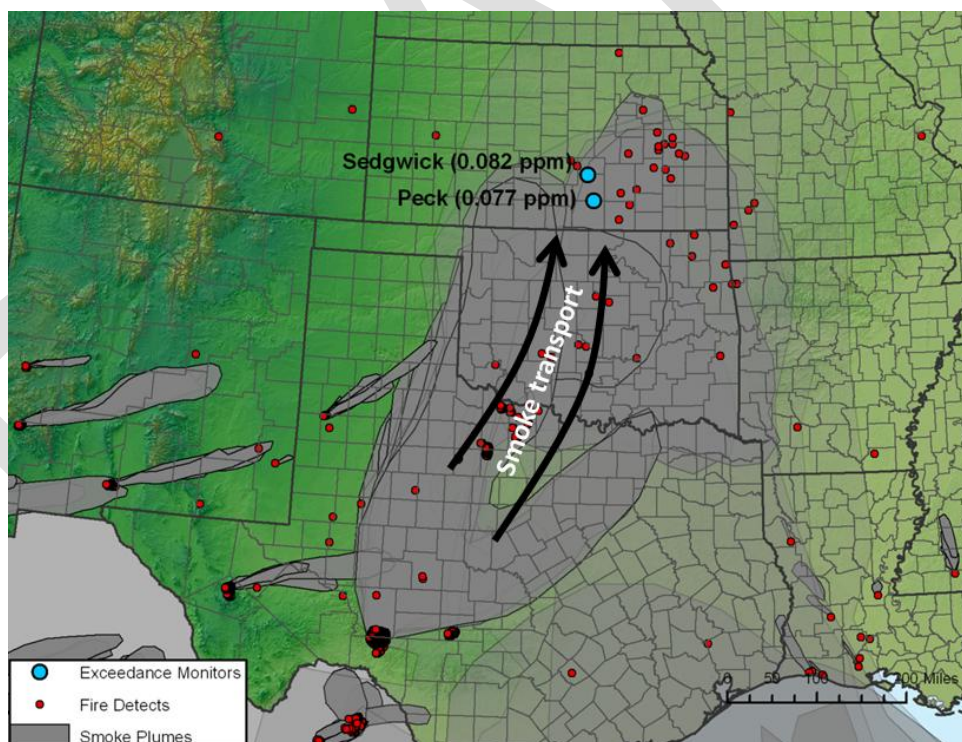 Sedgwick (0.082 ppm)
Peck (0.077 ppm)
Smoke transport
Exceedance Monitors
Fire Detects
Smoke Plumes
0 50 100 200 Miles